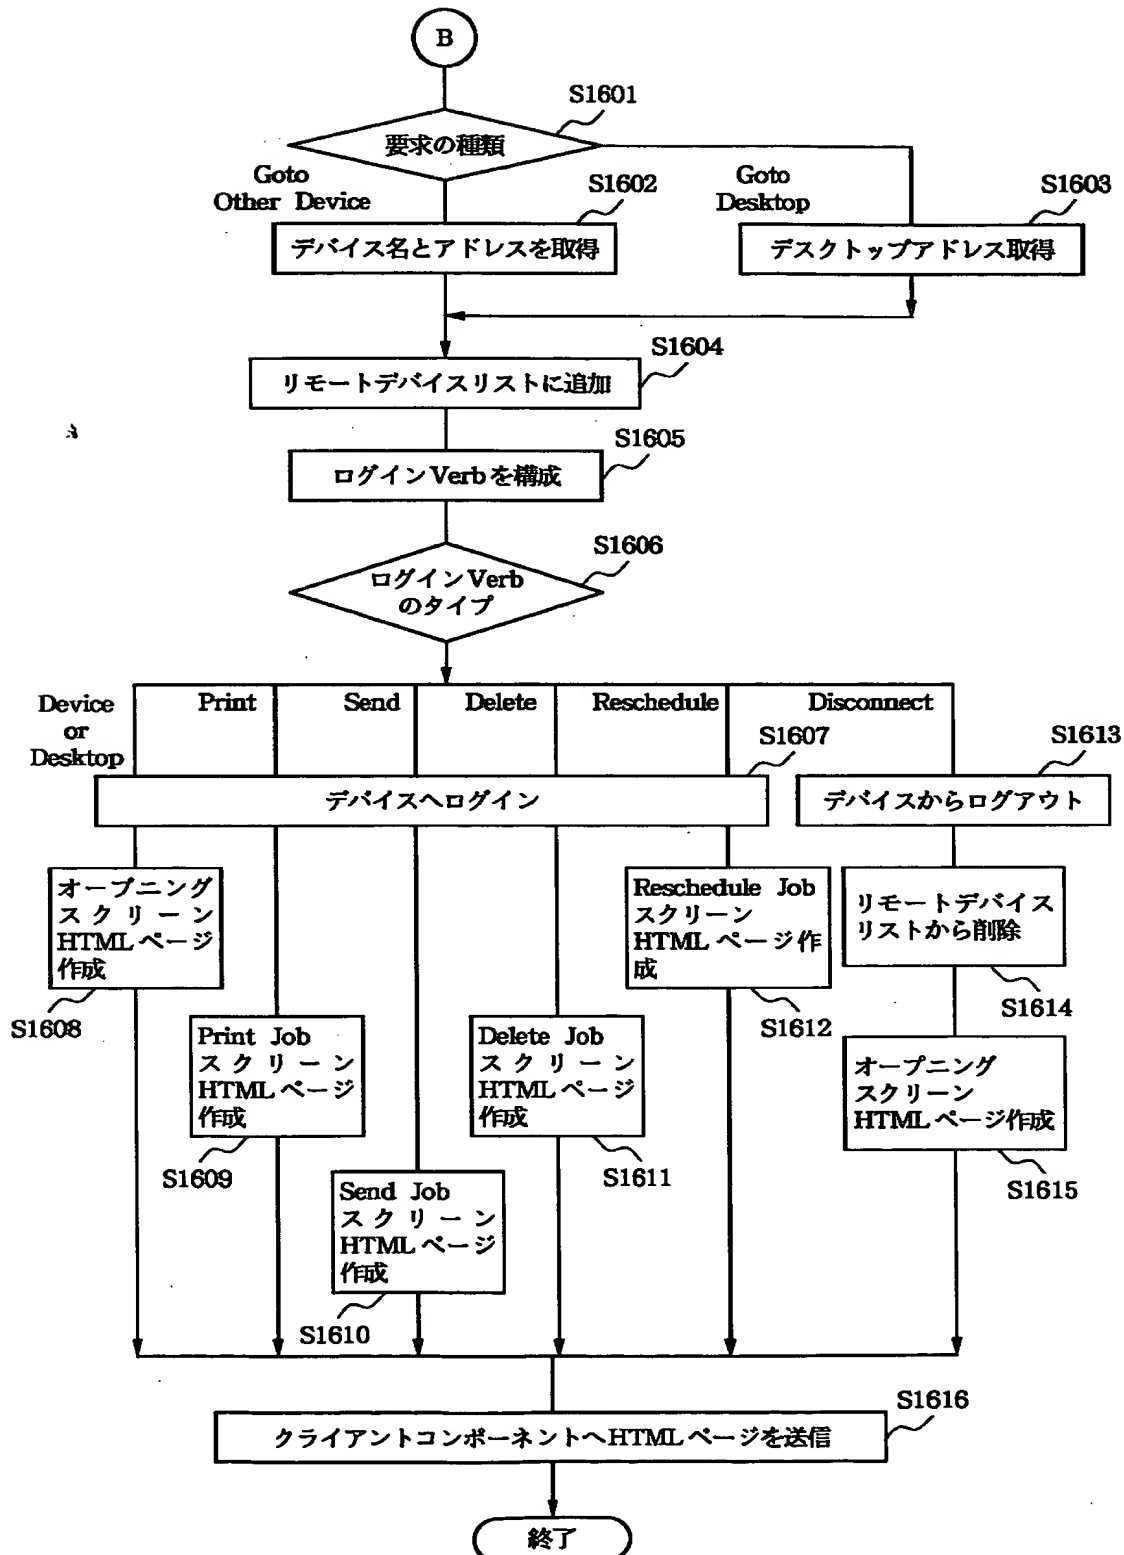 B
S1601
要求の種類
Goto
Other Device
S1602
Goto
Desktop
S1603
デバイス名とアドレスを取得
デスクトップアドレス取得
S1604
リモートデバイスリストに追加
S1605
ログインVerbを構成
S1606
ログインVerb
のタイプ
Device
or
Desktop
Print
Send
Delete
Reschedule
Disconnect
S1607
S1613
デバイスへログイン
デバイスからログアウト
オープニング
スクリーン
HTMLページ
作成
S1608
Reschedule Job
スクリーン
HTMLページ作
成
S1612
リモートデバイス
リストから削除
S1614
Print Job
スクリーン
HTMLページ
作成
S1609
Delete Job
スクリーン
HTMLページ
作成
S1611
オープニング
スクリーン
HTMLページ作成
S1615
Send Job
スクリーン
HTMLページ
作成
S1610
S1616
クライアントコンポーネントへHTMLページを送信
終了